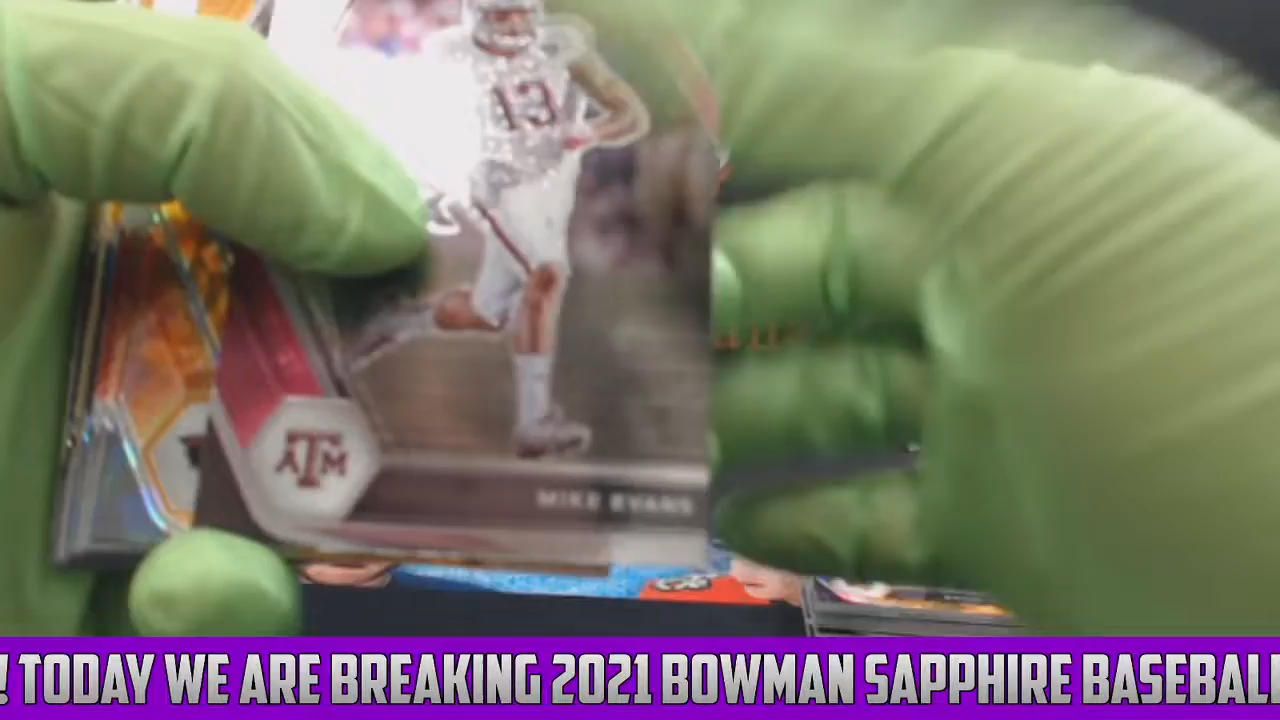 13
ATM
MIKE EVANS
! TODAY WE ARE BREAKING 2021 BOWMAN SAPPHIRE BASEBALL